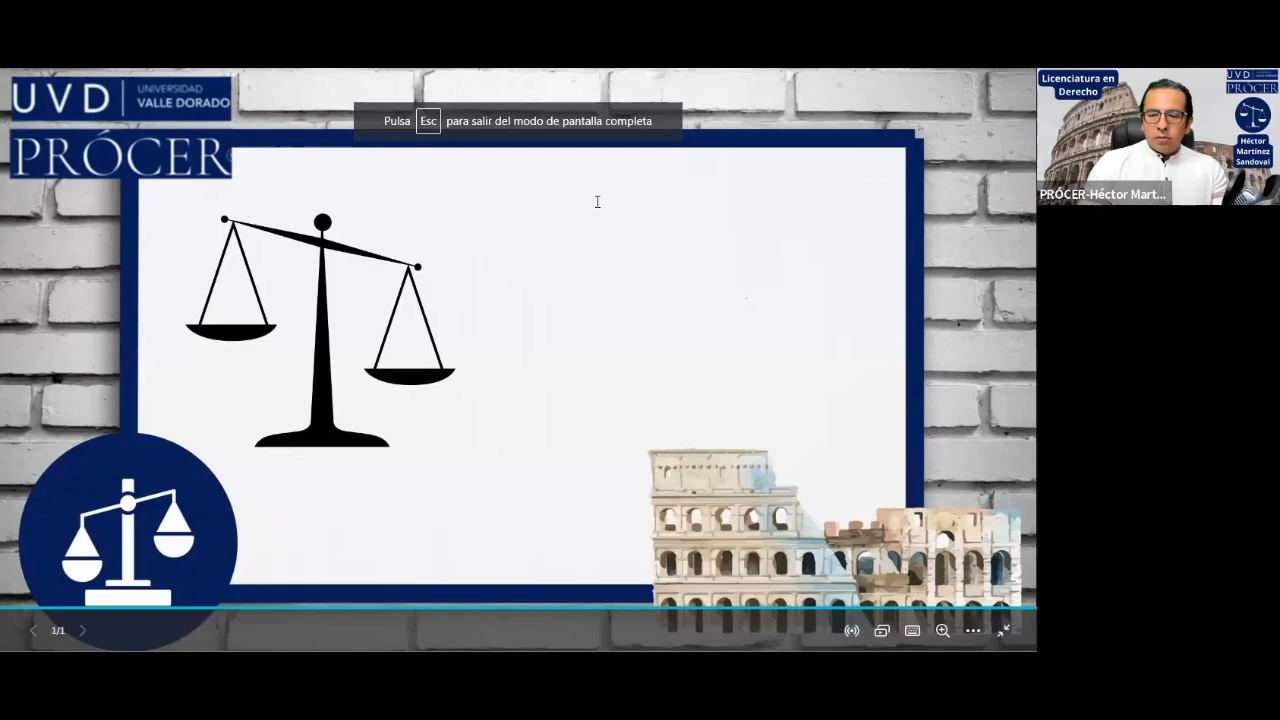 UVD
UNIVERSIDAD
VALLE DORADO
PRÓCER
Pulsa Esc para salir del modo de pantalla completa
1/1
Licenciatura en
Derecho
UVD
PRÓCER
Héctor
Martínez
Sandoval
PRÓCER-Héctor Mart...